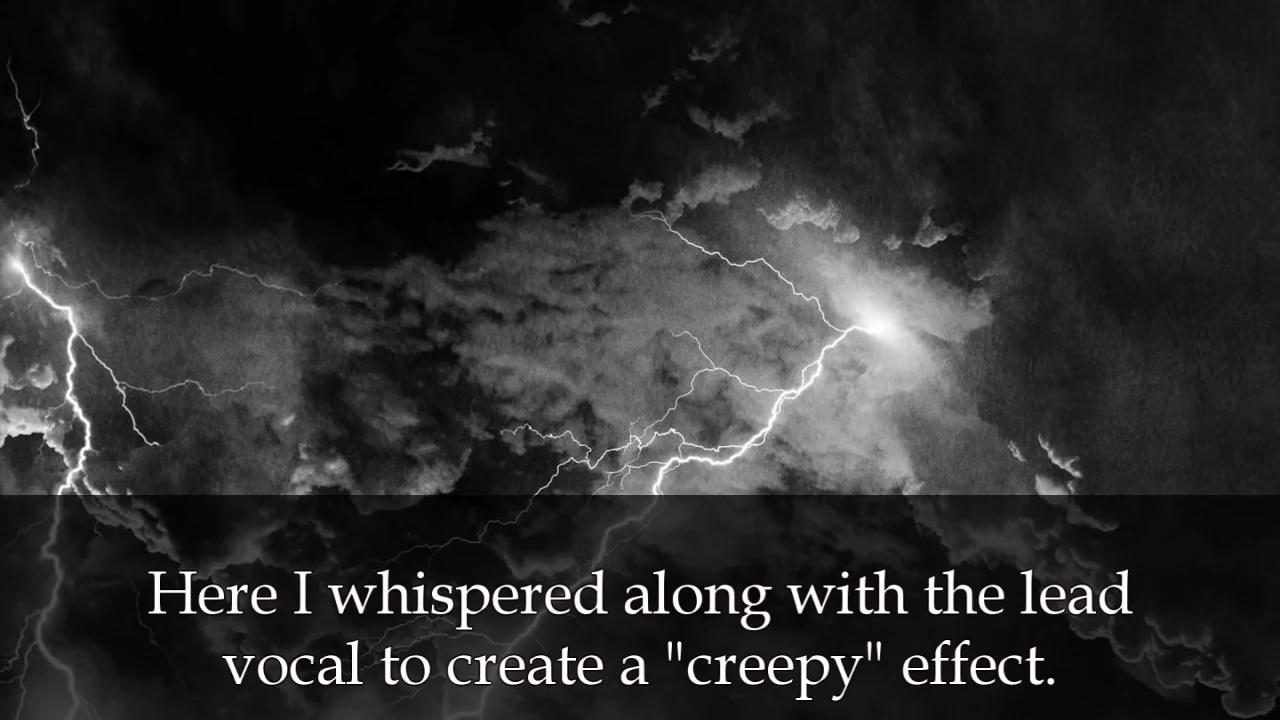 Here I whispered along with the lead
vocal to create a "creepy" effect.